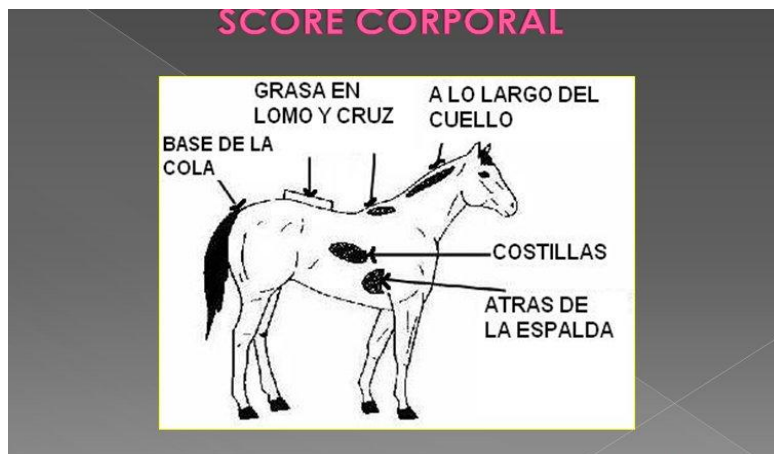 SCORE CORPORAL
GRASA EN
LOMO Y CRUZ
A LO LARGO DEL
CUELLO
BASE DE LA
COLA
COSTILLAS
ATRAS DE
LA ESPALDA